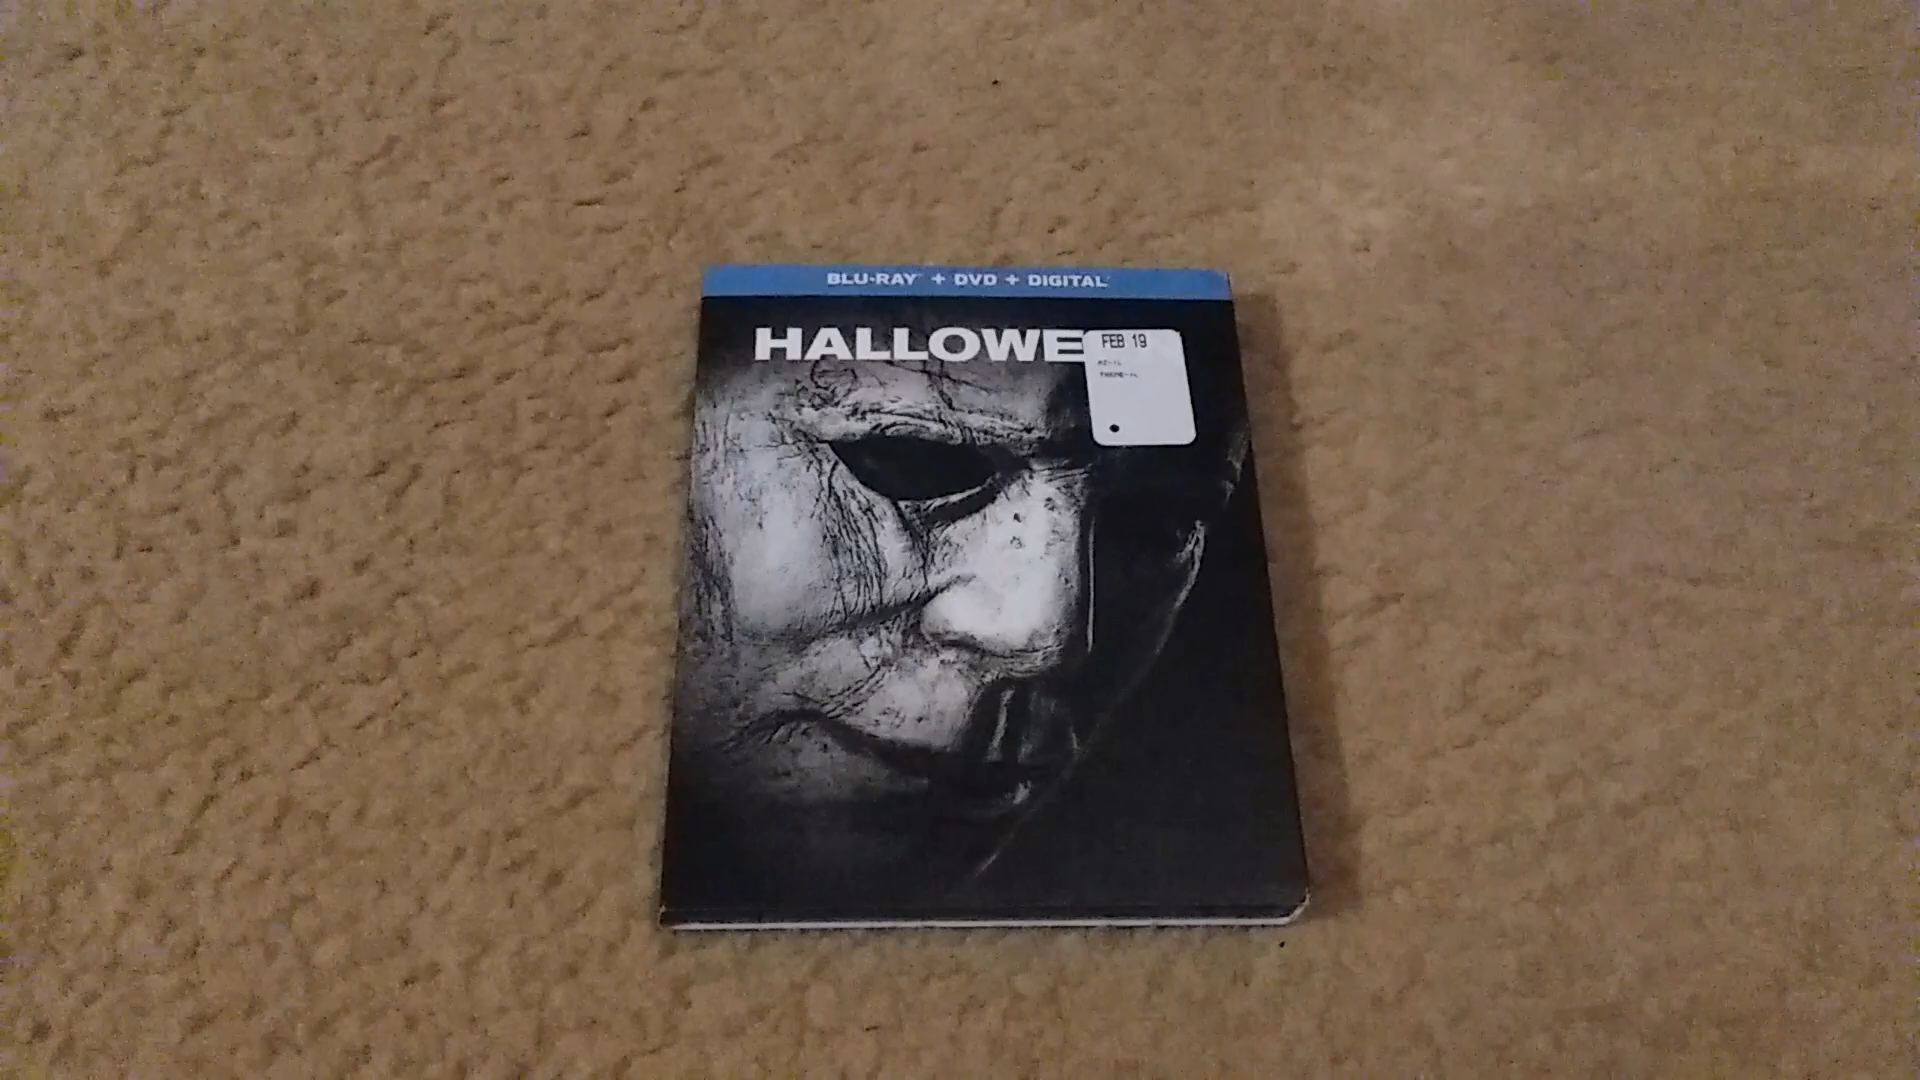 BLU-RAY + DVD + DIGITAL
HALLOWE
FEB 19